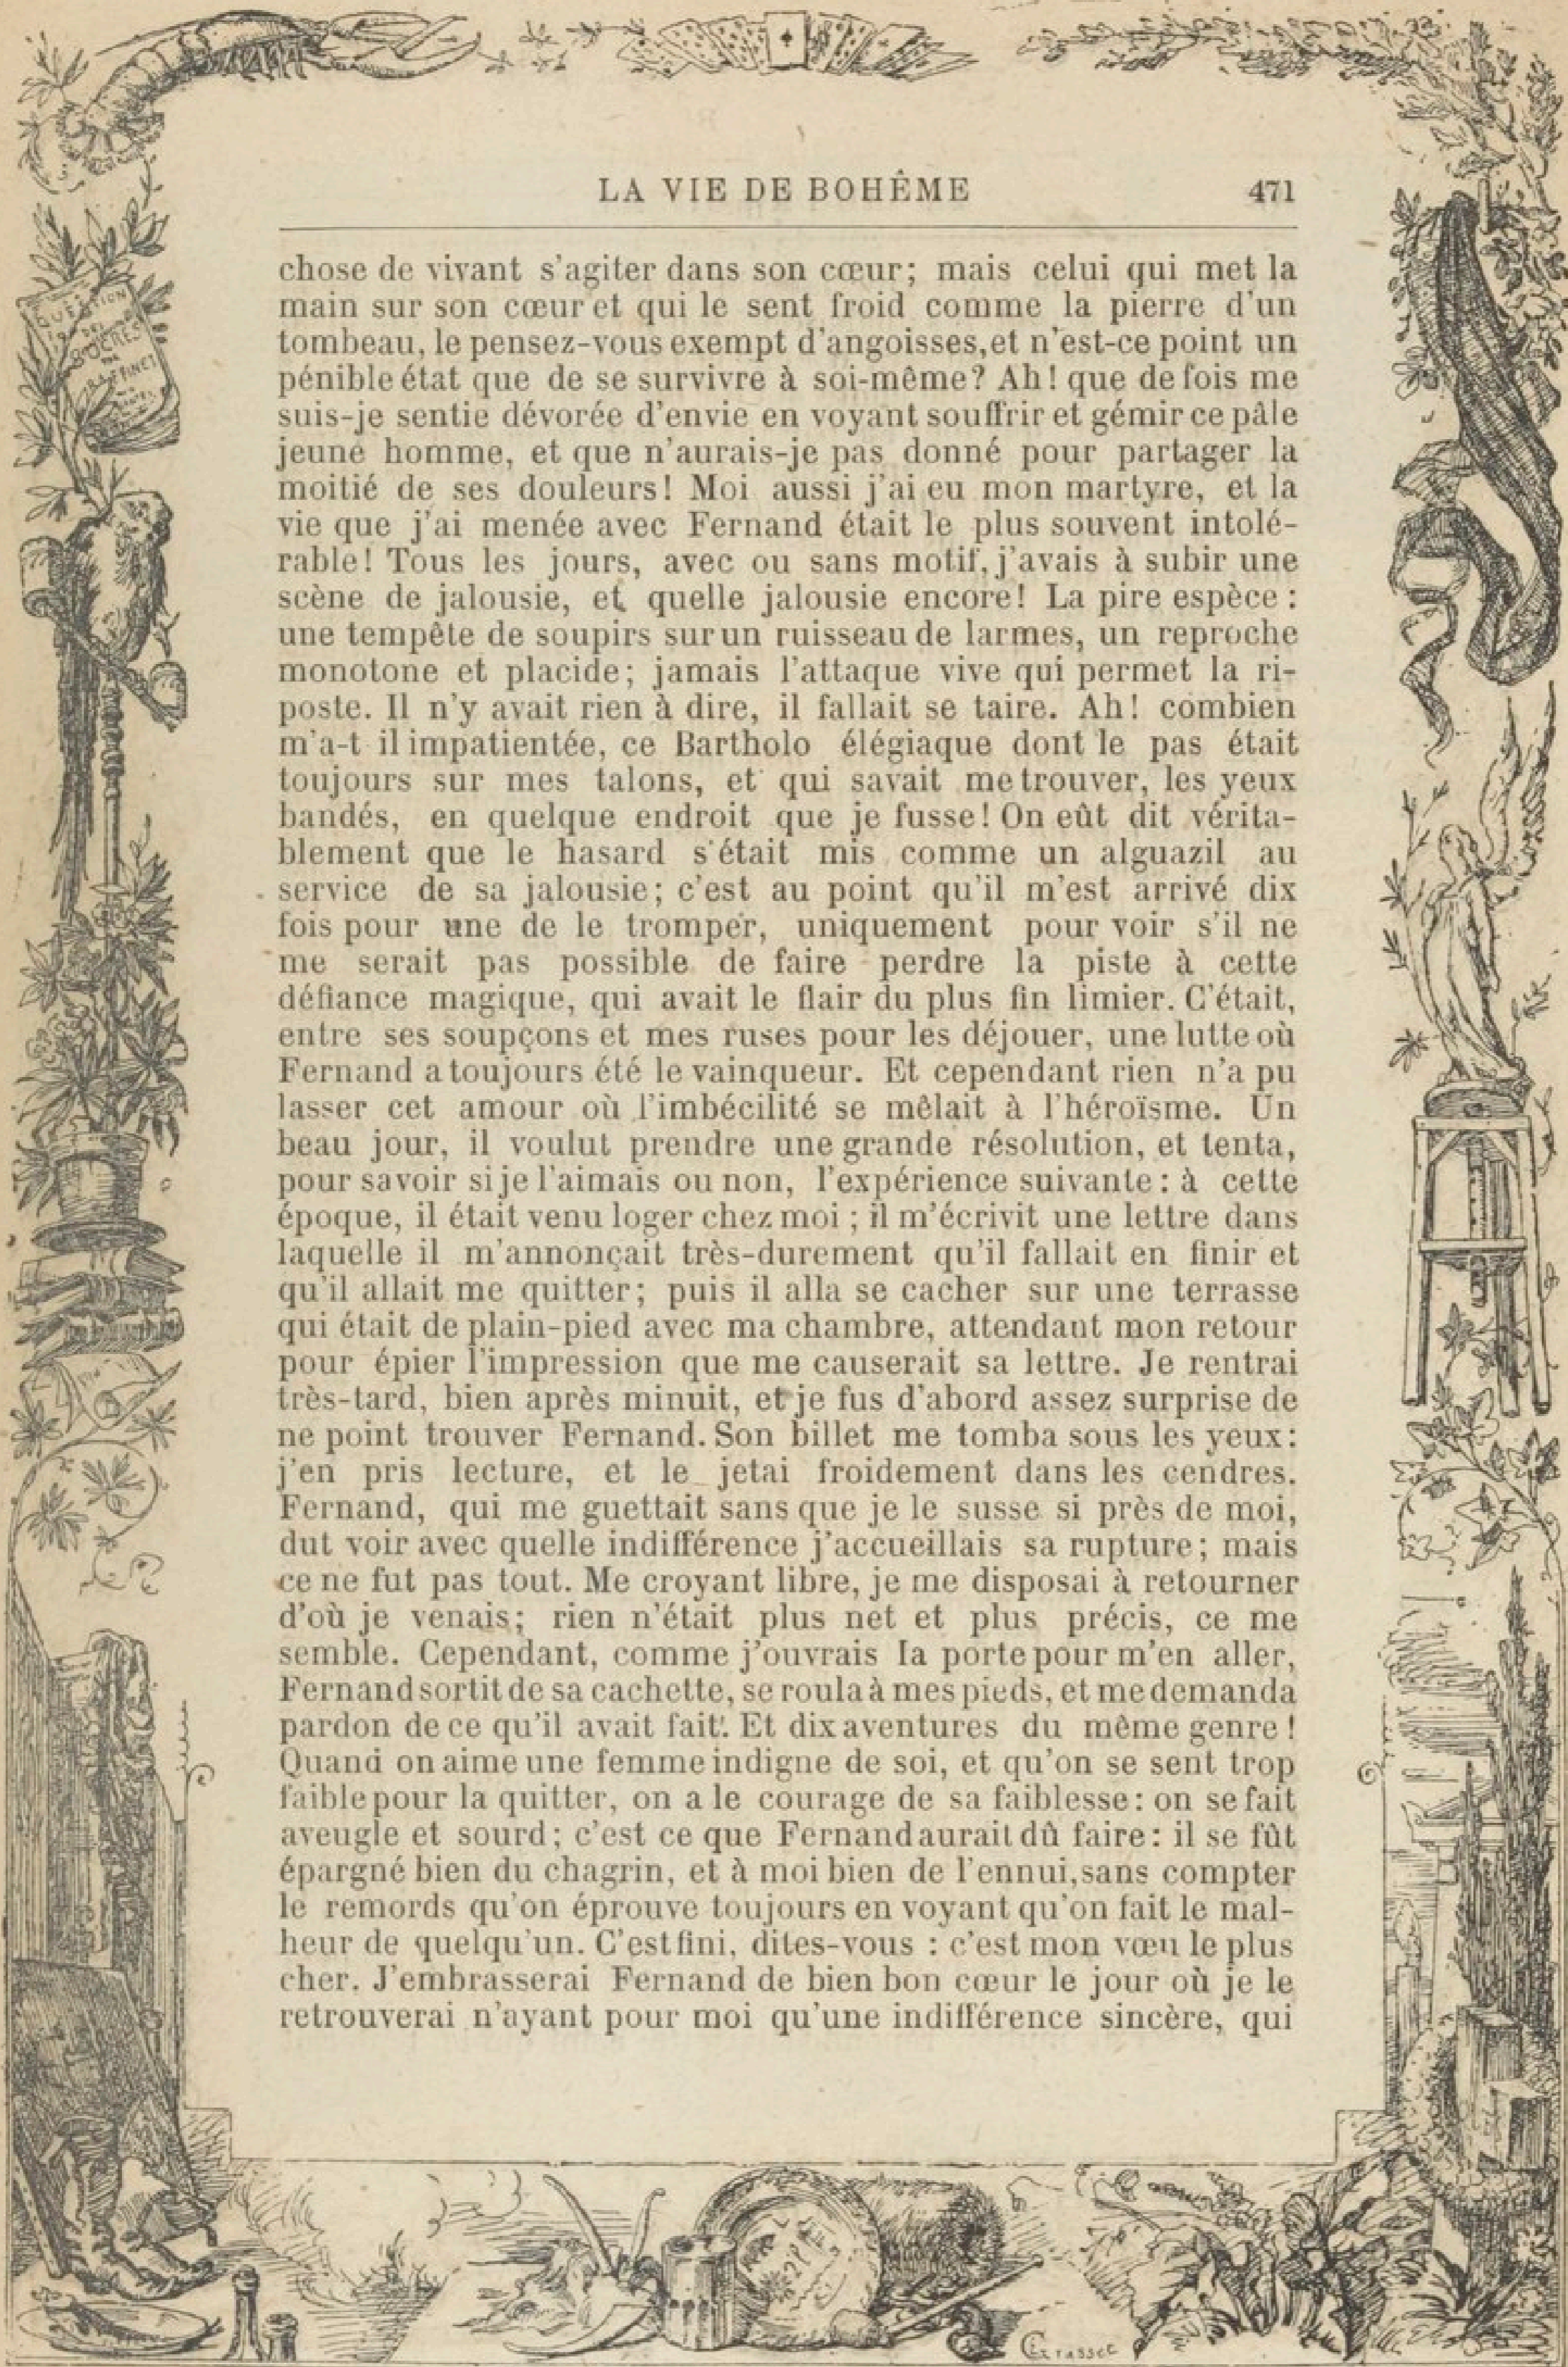 LA VIE DE BOHÊME 471
chose de vivant s'agiter dans son cœur; mais celui qui met la
main sur son cœur et qui le sent froid comme la pierre d'un
tombeau, le pensez-vous exempt d'angoisses, et n'est-ce point un
pénible état que de se survivre à soi-même? Ah! que de fois me
suis-je sentie dévorée d'envie en voyant souffrir et gémir ce pâle
jeune homme, et que n'aurais-je pas donné pour partager la
moitié de ses douleurs! Moi aussi j'ai eu mon martyre, et la
vie que j'ai menée avec Fernand était le plus souvent intolé-
rable! Tous les jours, avec ou sans motif, j'avais à subir une
scène de jalousie, et quelle jalousie encore! La pire espèce :
une tempête de soupirs sur un ruisseau de larmes, un reproche
monotone et placide; jamais l'attaque vive qui permet la ri-
poste. Il n'y avait rien à dire, il fallait se taire. Ah! combien
m'a-t il impatientée, ce Bartholo élégiaque dont le pas était
toujours sur mes talons, et qui savait me trouver, les yeux
bandés, en quelque endroit que je fusse! On eût dit vérita-
blement que le hasard s'était mis comme un alguazil au
service de sa jalousie; c'est au point qu'il m'est arrivé dix
fois pour une de le tromper, uniquement pour voir s'il ne
me serait pas possible de faire perdre la piste à cette
défiance magique, qui avait le flair du plus fin limier. C'était,
entre ses soupçons et mes ruses pour les déjouer, une lutte où
Fernand a toujours été le vainqueur. Et cependant rien n'a pu
lasser cet amour où l'imbécilité se mêlait à l'héroïsme. Un
beau jour, il voulut prendre une grande résolution, et tenta,
pour savoir si je l'aimais ou non, l'expérience suivante : à cette
époque, il était venu loger chez moi ; il m'écrivit une lettre dans
laquelle il m'annonçait très-durement qu'il fallait en finir et
qu'il allait me quitter; puis il alla se cacher sur une terrasse
qui était de plain-pied avec ma chambre, attendant mon retour
pour épier l'impression que me causerait sa lettre. Je rentrai
très-tard, bien après minuit, et je fus d'abord assez surprise de
ne point trouver Fernand. Son billet me tomba sous les yeux:
j'en pris lecture, et le jetai froidement dans les cendres.
Fernand, qui me guettait sans que je le susse si près de moi,
dut voir avec quelle indifférence j'accueillais sa rupture; mais
ce ne fut pas tout. Me croyant libre, je me disposai à retourner
d'où je venais; rien n'était plus net et plus précis, ce me
semble. Cependant, comme j'ouvrais la porte pour m'en aller,
Fernand sortit de sa cachette, se roula à mes pieds, et me demanda
pardon de ce qu'il avait fait. Et dix aventures du même genre !
Quand on aime une femme indigne de soi, et qu'on se sent trop
faible pour la quitter, on a le courage de sa faiblesse: on se fait
aveugle et sourd; c'est ce que Fernand aurait dû faire: il se fût
épargné bien du chagrin, et à moi bien de l'ennui, sans compter
le remords qu'on éprouve toujours en voyant qu'on fait le mal-
heur de quelqu'un. C'est fini, dites-vous : c'est mon vœu le plus
cher. J'embrasserai Fernand de bien bon cœur le jour où je le
retrouverai n'ayant pour moi qu'une indifférence sincère, qui
QUESTION
Grasset